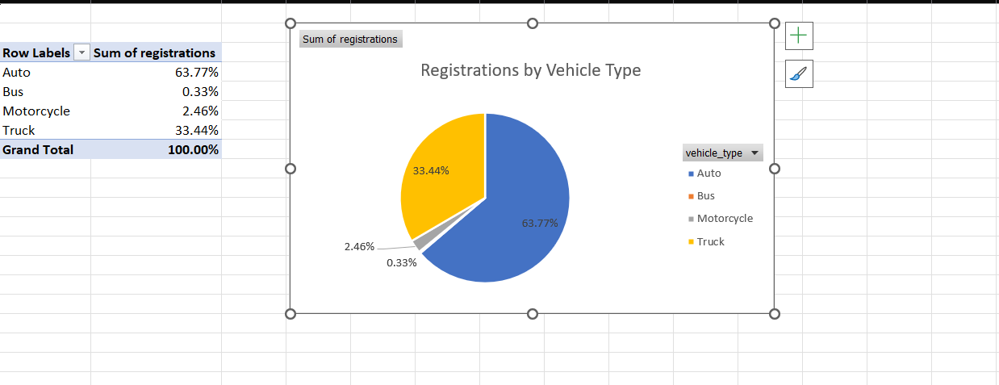 Row Labels Sum of registrations
Auto 63.77%
Bus 0.33%
Motorcycle 2.46%
Truck 33.44%
Grand Total 100.00%
Sum of registrations
Registrations by Vehicle Type
33.44%
63.77%
2.46%
0.33%
vehicle_type
Auto
Bus
Motorcycle
Truck